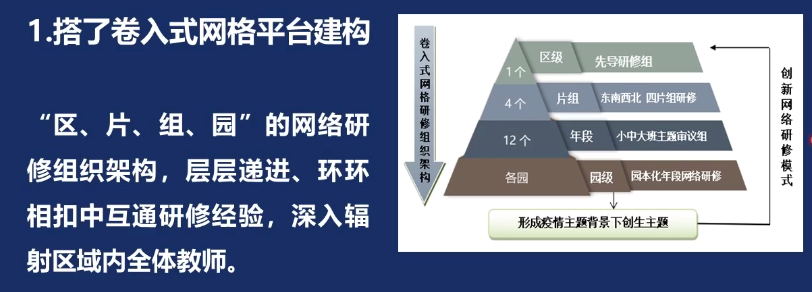 1.搭了卷入式网格平台建构
“区、片、组、园”的网络研
修组织架构，层层递进、环环
相扣中互通研修经验，深入辐
射区域内全体教师。
卷入式网格研修组织架构
1个 区级 先导研修组
4个 片组 东南西北 四片组研修
12个 年段 小中大班主题审议组
各园 园级 园本化年段网络研修
形成疫情主题背景下创生主题
创新网络研修模式